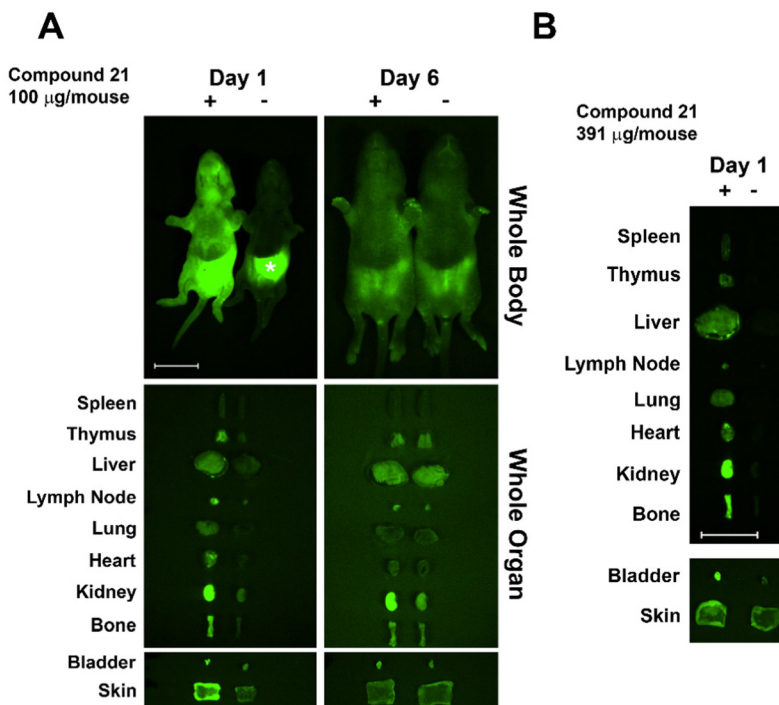 A
Compound 21
100 µg/mouse
Day 1
Day 6
+ -
+ -
Whole Body
*
Spleen
Thymus
Liver
Lymph Node
Lung
Heart
Kidney
Bone
Bladder
Skin
Whole Organ
B
Compound 21
391 µg/mouse
Day 1
+ -
Spleen
Thymus
Liver
Lymph Node
Lung
Heart
Kidney
Bone
Bladder
Skin